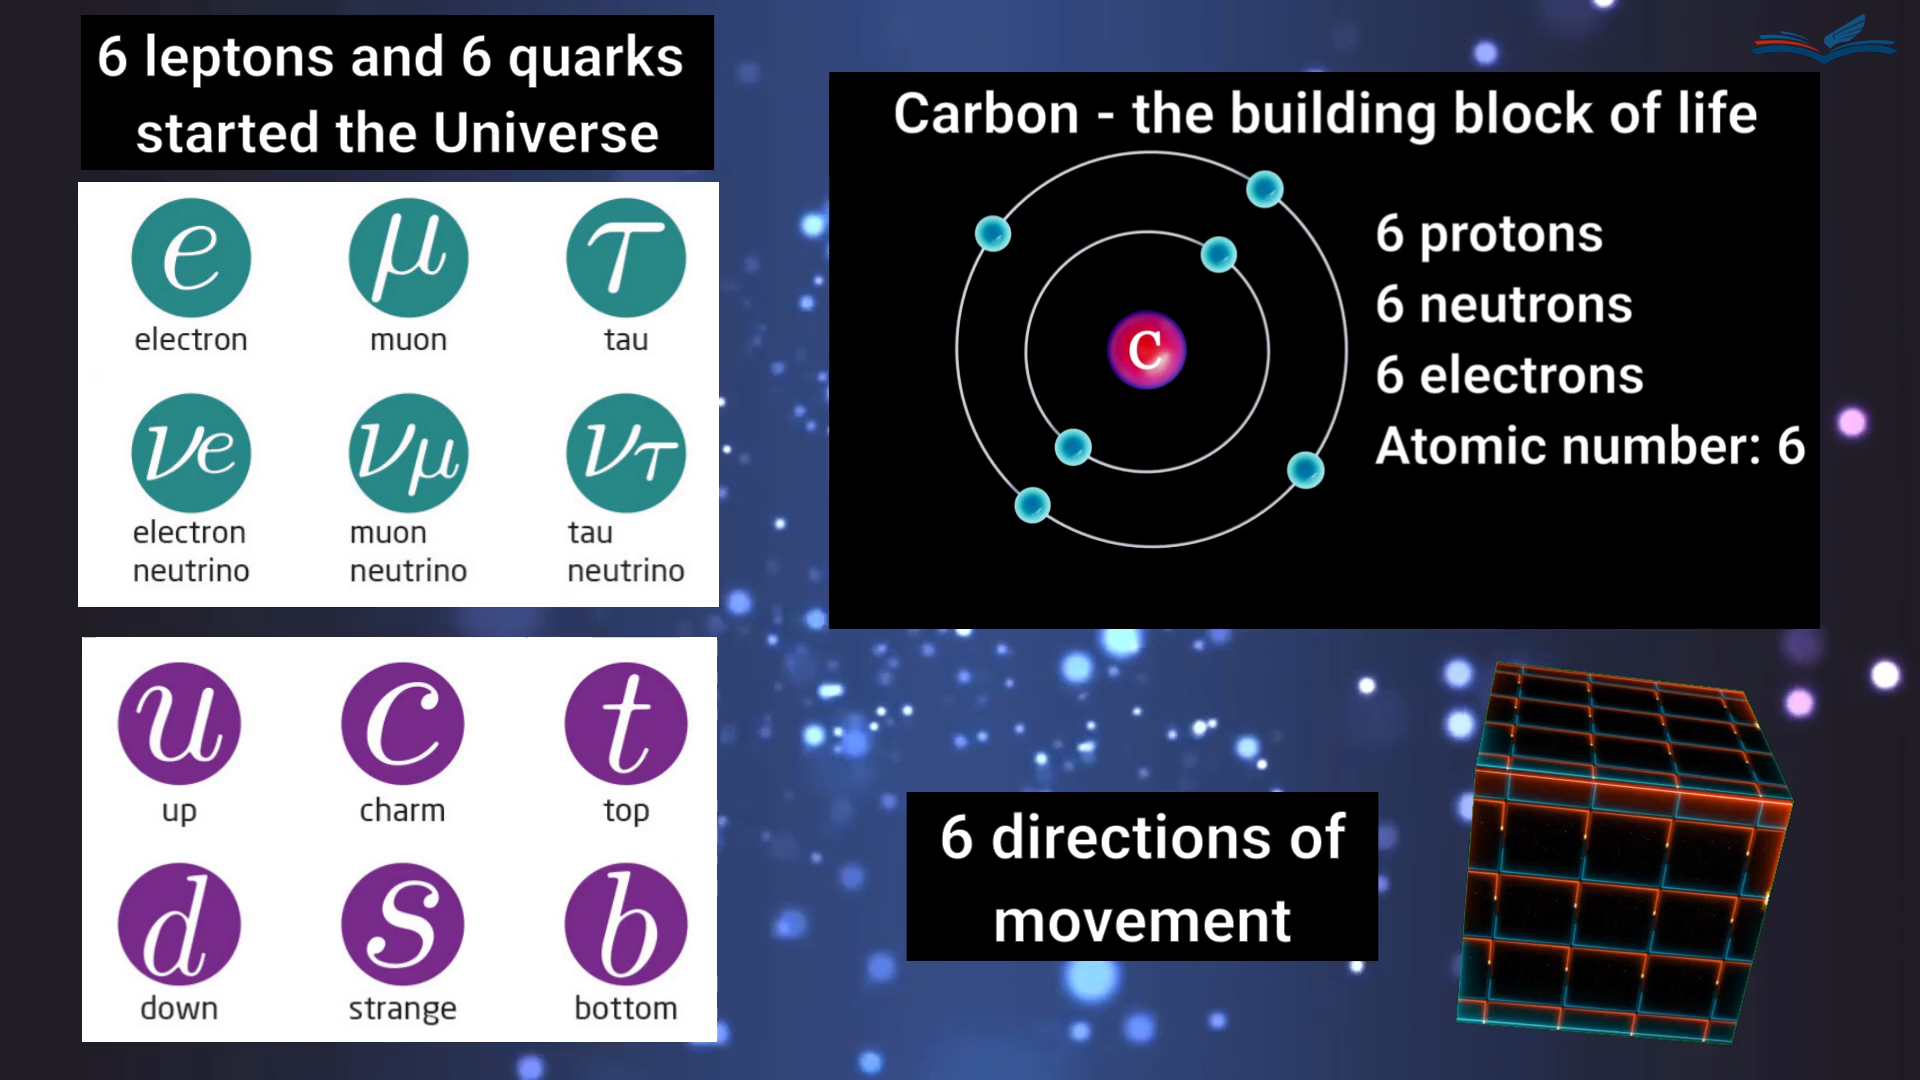 6 leptons and 6 quarks
started the Universe
e
μ
τ
electron
muon
tau
νe
νμ
ντ
electron
neutrino
muon
neutrino
tau
neutrino
u
c
t
up
charm
top
d
s
b
down
strange
bottom
Carbon - the building block of life
C
6 protons
6 neutrons
6 electrons
Atomic number: 6
6 directions of
movement